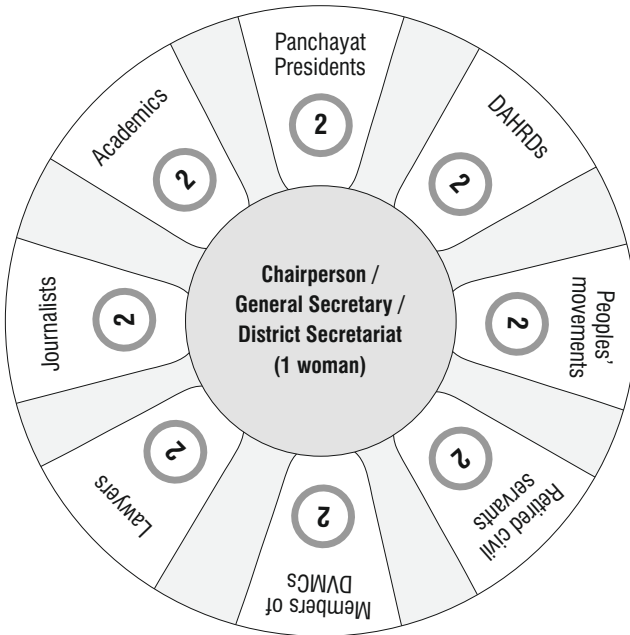 Panchayat
Presidents
2
DAHRDs
2
Peoples'
movements
2
Retired civil
servants
2
Members of
DVMCs
2
Lawyers
2
Journalists
2
Academics
2
Chairperson /
General Secretary /
District Secretariat
(1 woman)